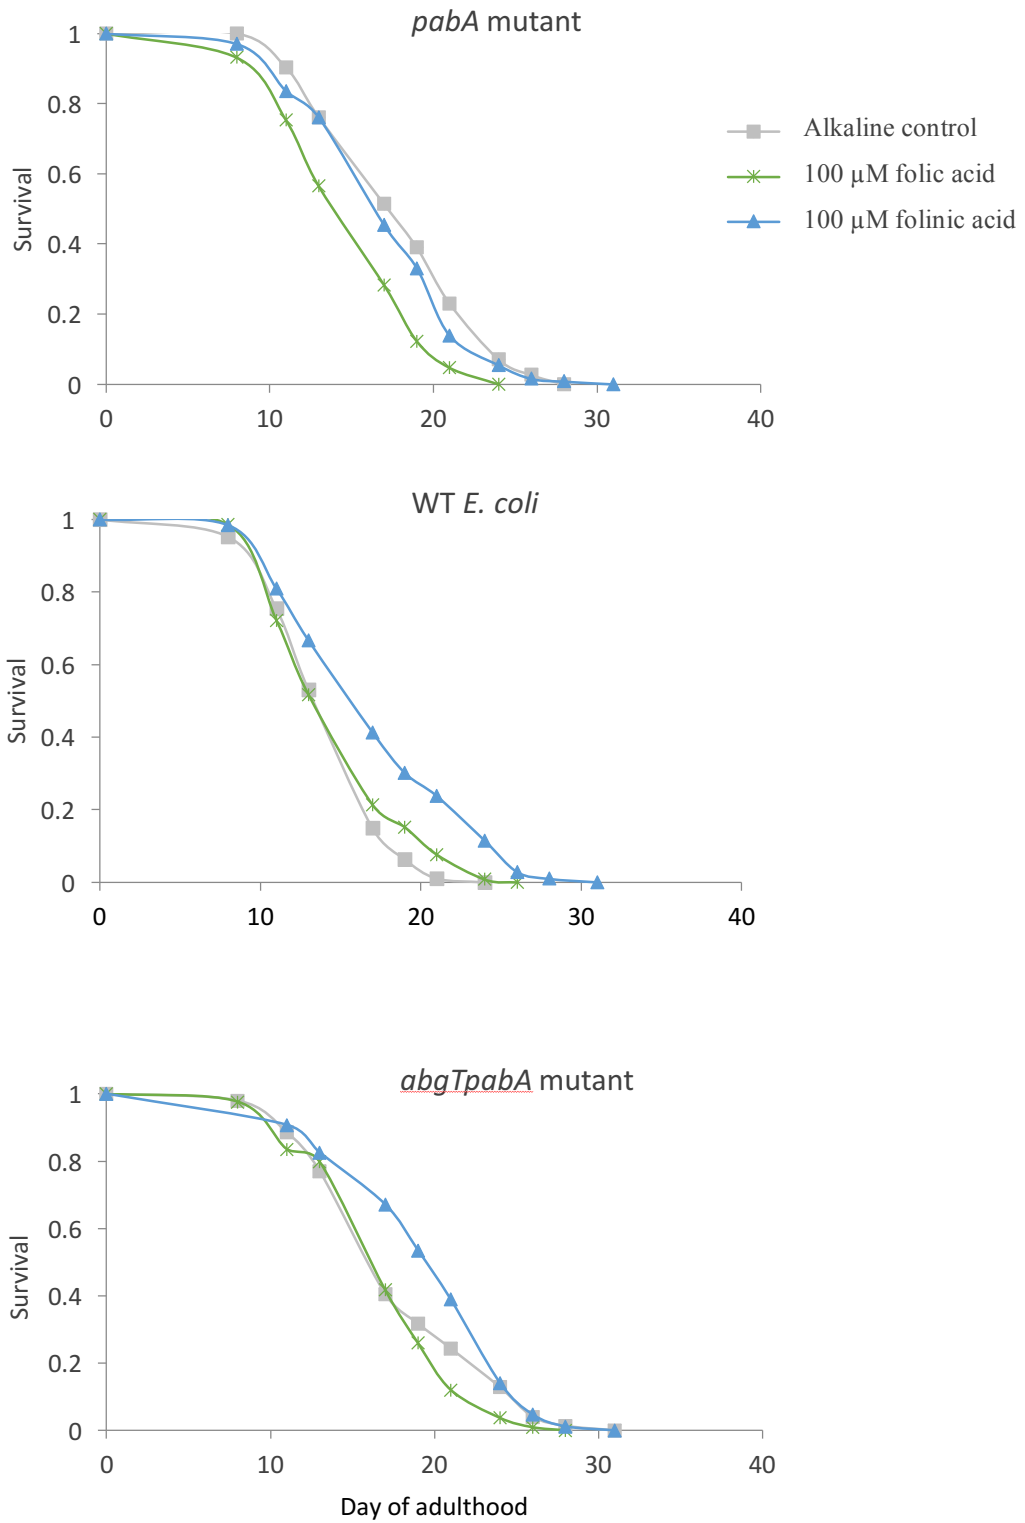 pabA mutant
1
0.8
0.6
0.4
0.2
0
Survival
0 10 20 30 40
Alkaline control
100 µM folic acid
100 µM folinic acid
WT E. coli
1
0.8
0.6
0.4
0.2
0
Survival
0 10 20 30 40
abgTpabA mutant
1
0.8
0.6
0.4
0.2
0
Survival
0 10 20 30 40
Day of adulthood